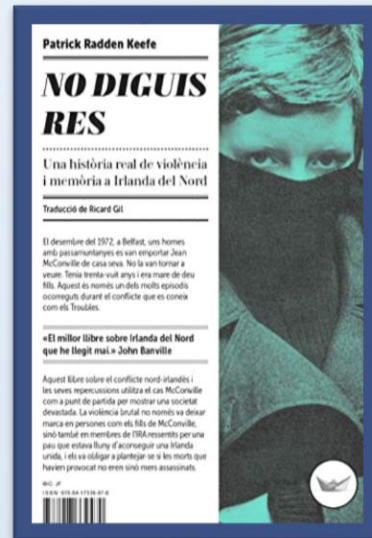 Patrick Radden Keefe
NO DIGUIS
RES
Una història real de violència
i memòria a Irlanda del Nord
Traducció de Ricard Gil
El desembre del 1972, a Belfast, uns homes
amb passamuntanyes es van emportar Jean
McConville de casa seva. No la van tornar a
veure. Tenia trenta-vuit anys i era mare de deu
fills. Aquest és només un dels molts episodis
ocorreguts durant el conflicte que es coneix
com els Troubles.
«El millor llibre sobre Irlanda del Nord
que he llegit mai.» John Banville
Aquest llibre sobre el conflicte nord-irlandès i
les seves repercussions utilitza el cas McConville
com a punt de partida per mostrar una societat
devastada. La violència brutal no només va deixar
marca en persones com els fills de McConville,
sinó també en membres de l'IRA ressentits per una
pau que estava lluny d'aconseguir una Irlanda
unida, i els va obligar a plantejar-se si les morts que
havien provocat no eren sinó mers assassinats.
ISBN